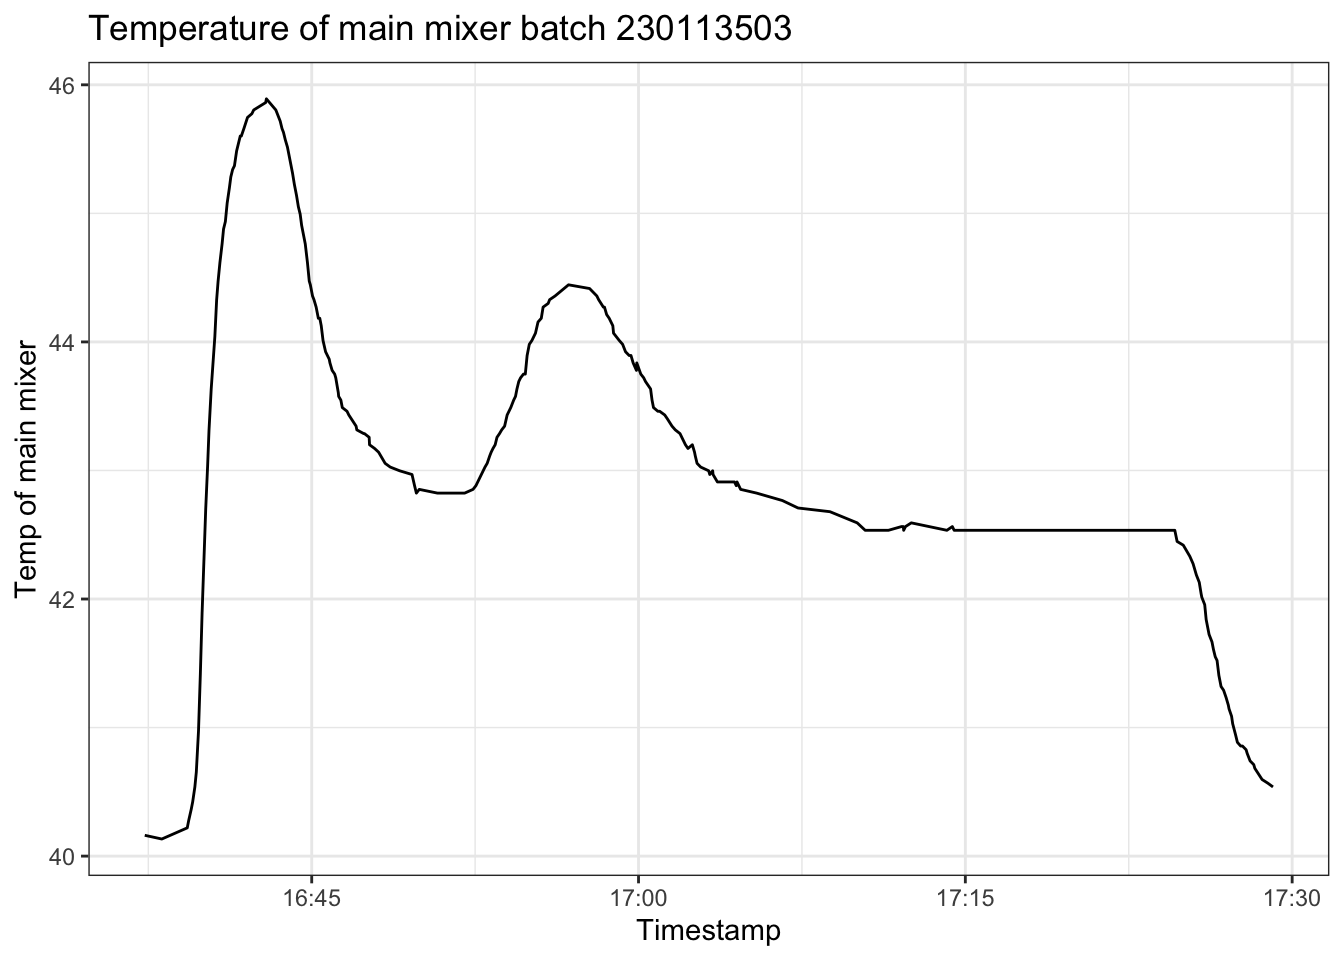 Temperature of main mixer batch 230113503
46
44
42
40
Temp of main mixer
16:45
17:00
17:15
17:30
Timestamp